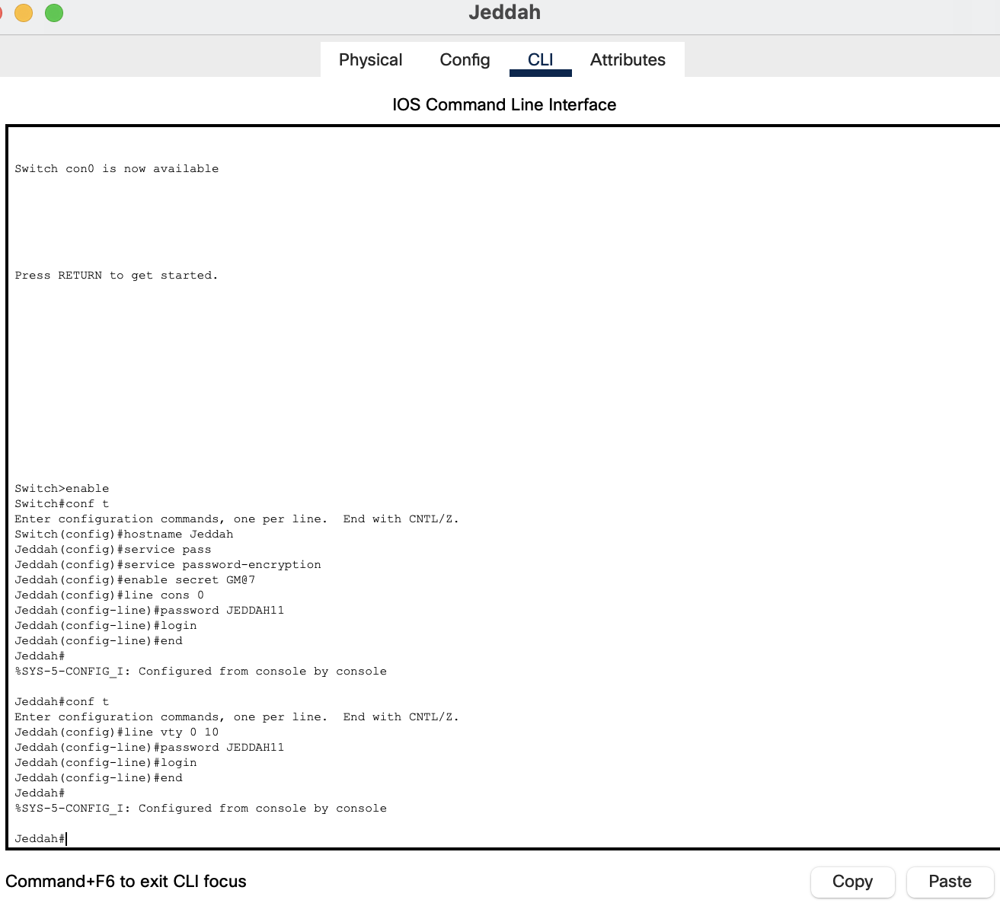 Jeddah
Physical Config CLI Attributes
IOS Command Line Interface
Switch con0 is now available
Press RETURN to get started.
Switch>enable
Switch#conf t
Enter configuration commands, one per line.  End with CNTL/Z.
Switch(config)#hostname Jeddah
Jeddah(config)#service pass
Jeddah(config)#service password-encryption
Jeddah(config)#enable secret GM@7
Jeddah(config)#line cons 0
Jeddah(config-line)#password JEDDAH11
Jeddah(config-line)#login
Jeddah(config-line)#end
Jeddah#
%SYS-5-CONFIG_I: Configured from console by console
Jeddah#conf t
Enter configuration commands, one per line.  End with CNTL/Z.
Jeddah(config)#line vty 0 10
Jeddah(config-line)#password JEDDAH11
Jeddah(config-line)#login
Jeddah(config-line)#end
Jeddah#
%SYS-5-CONFIG_I: Configured from console by console
Jeddah#
Command+F6 to exit CLI focus
Copy Paste